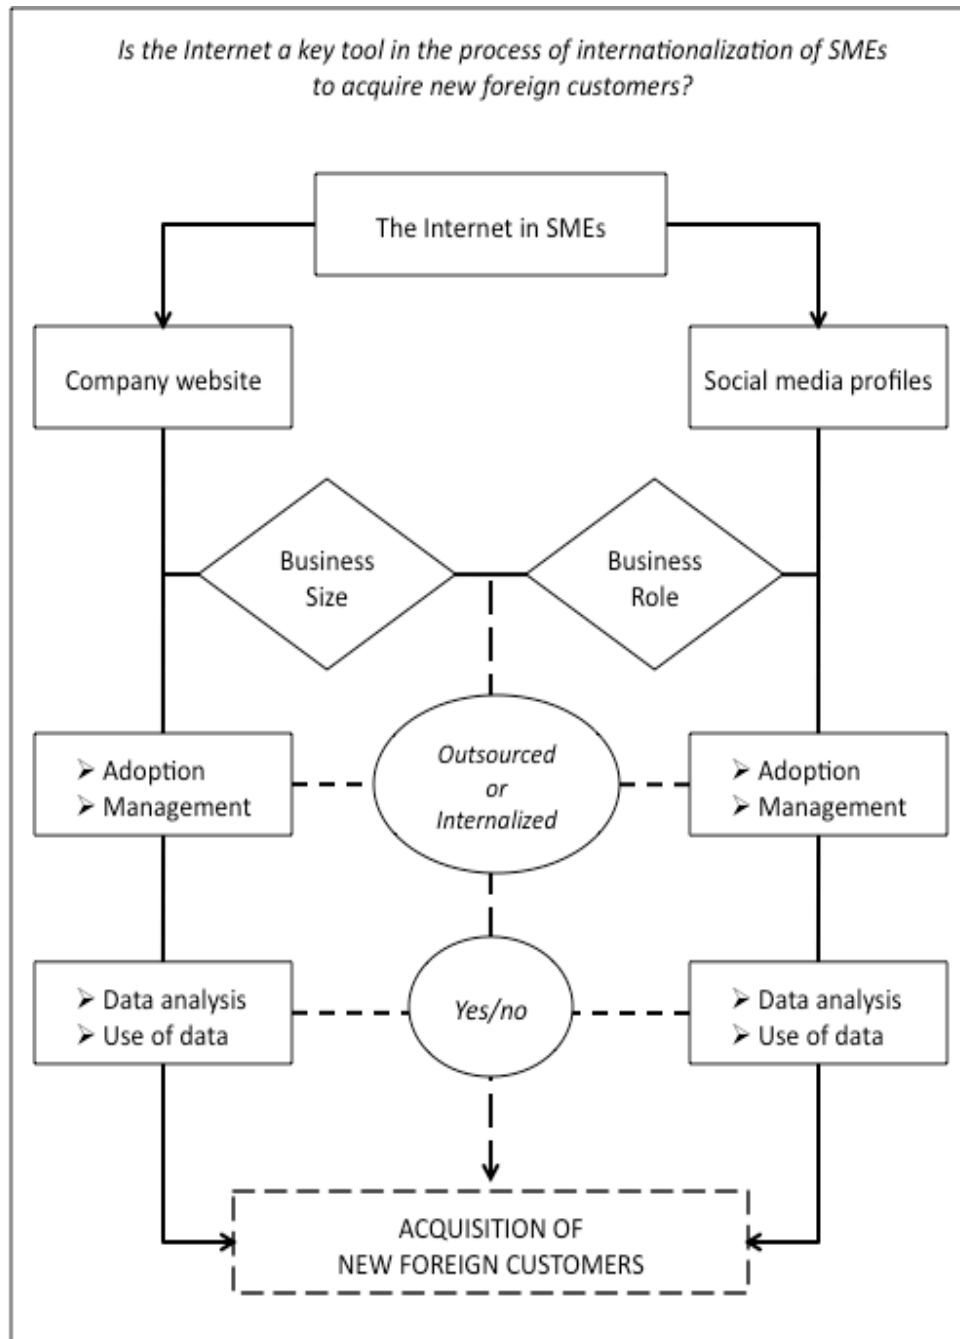 Is the Internet a key tool in the process of internationalization of SMEs
to acquire new foreign customers?
The Internet in SMEs
Company website
Social media profiles
Business
Size
Business
Role
➢ Adoption
➢ Management
Outsourced
or
Internalized
➢ Adoption
➢ Management
➢ Data analysis
➢ Use of data
Yes/no
➢ Data analysis
➢ Use of data
ACQUISITION OF
NEW FOREIGN CUSTOMERS